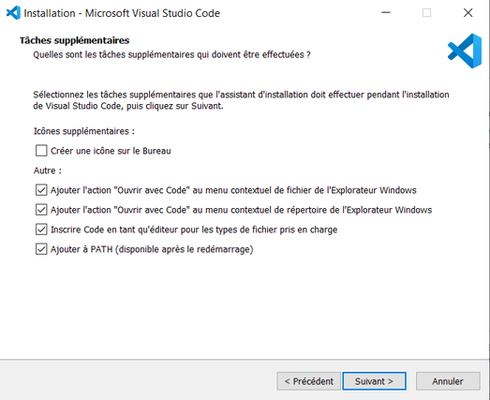 Installation - Microsoft Visual Studio Code
Tâches supplémentaires
Quelles sont les tâches supplémentaires qui doivent être effectuées ?
Sélectionnez les tâches supplémentaires que l'assistant d'installation doit effectuer pendant l'installation
de Visual Studio Code, puis cliquez sur Suivant.
Icônes supplémentaires :
Créer une icône sur le Bureau
Autre :
Ajouter l'action "Ouvrir avec Code" au menu contextuel de fichier de l'Explorateur Windows
Ajouter l'action "Ouvrir avec Code" au menu contextuel de répertoire de l'Explorateur Windows
Inscrire Code en tant qu'éditeur pour les types de fichier pris en charge
Ajouter à PATH (disponible après le redémarrage)
< Précédent Suivant > Annuler